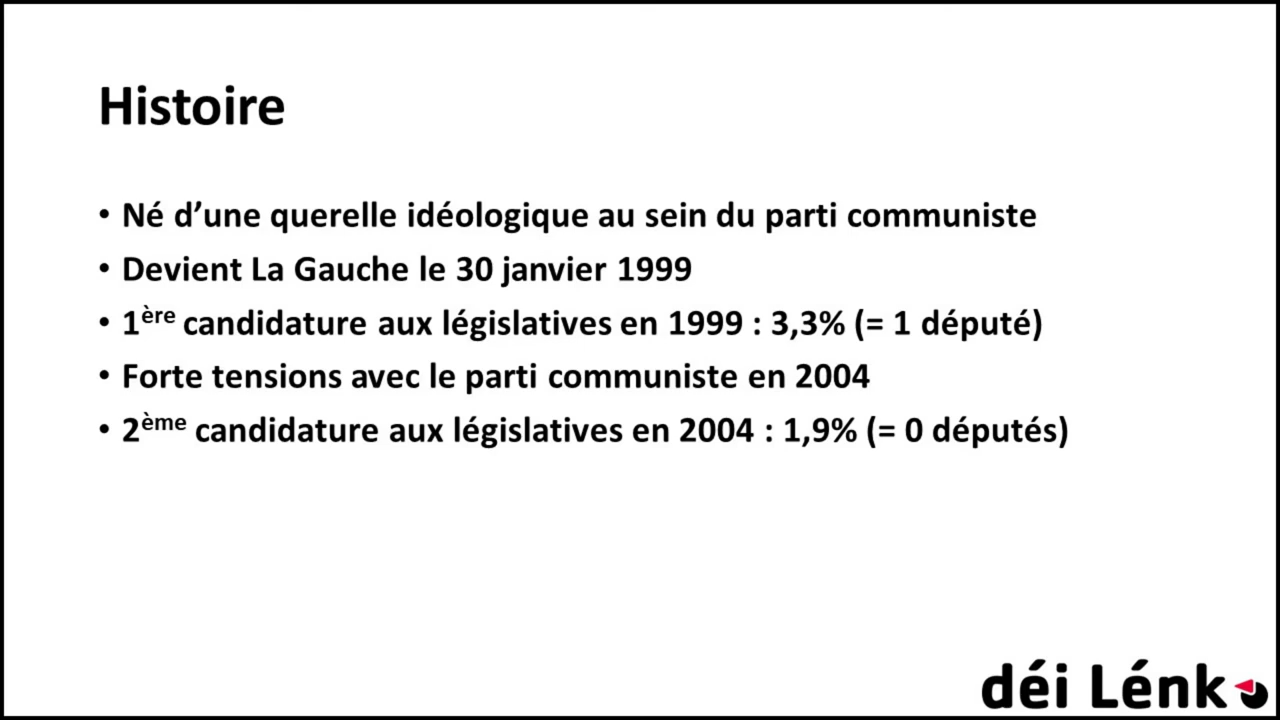 Histoire
• Né d’une querelle idéologique au sein du parti communiste
• Devient La Gauche le 30 janvier 1999
• 1ère candidature aux législatives en 1999 : 3,3% (= 1 député)
• Forte tensions avec le parti communiste en 2004
• 2ème candidature aux législatives en 2004 : 1,9% (= 0 députés)
déi Lénk